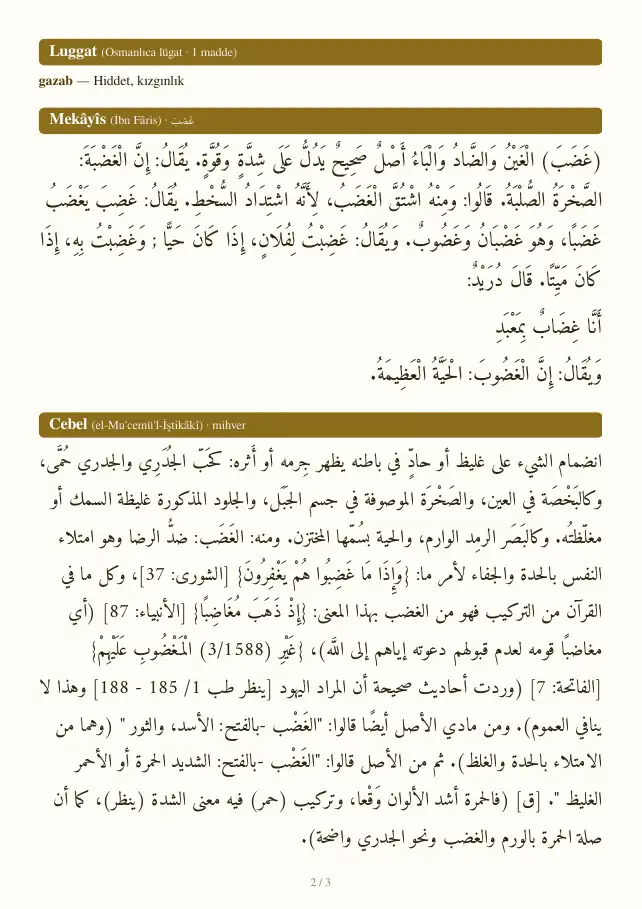 Luggat (Osmanlıca lügat · 1 madde)
gazab — Hiddet, kızgınlık
Mekâyîs (İbn Fâris) · غَضَبَ
(غَضَبَ) الْغَيْنُ وَالضَّادُ وَالْبَاءُ أَصْلٌ صَحِيحٌ يَدُلُّ عَلَى شِدَّةٍ وَقُوَّةٍ. يُقَالُ: إِنَّ الْغَضْبَةَ:
الصَّخْرَةُ الصُّلْبَةُ. قَالُوا: وَمِنْهُ اشْتُقَّ الْغَضَبُ، لِأَنَّهُ اشْتِدَادُ السُّخْطِ. يُقَالُ: غَضِبَ يَغْضَبُ
غَضَبًا، وَهُوَ غَضْبَانُ وَغَضُوبٌ. وَيُقَالُ: غَضِبْتُ لِفُلَانٍ، إِذَا كَانَ حَيًّا ; وَغَضِبْتُ بِهِ، إِذَا
كَانَ مَيِّتًا. قَالَ دُرَيْدٌ:
أَنَّا غِضَابٌ بِمَعْبَدِ
وَيُقَالُ: إِنَّ الْغَضُوبَ: الْحَيَّةُ الْعَظِيمَةُ.
Cebel (el-Mu'cemü'l-İştikâkî) · mihver
انضمام الشيء على غليظ أو حادٍّ في باطنه يظهر جِرمه أو أَثره: كحَبّ الجُدَرِي والجدري حُمَّى،
وكالبَخْصَة في العين، والصَخْرَة الموصوفة في جسم الجَبَل، والجلود المذكورة غليظة السمك أو
مغلّظتُه. وكالبَصَر الرمِد الوارم، والحية بسُمّها المختزن. ومنه: الغَضَب: ضدُّ الرضا وهو امتلاء
النفس بالحدة والجفاء لأمر ما: {وَإِذَا مَا غَضِبُوا هُمْ يَغْفِرُونَ} [الشورى: 37]، وكل ما في
القرآن من التركيب فهو من الغضب بهذا المعنى: {إِذْ ذَهَبَ مُغَاضِبًا} [الأنبياء: 87] (أي
مغاضبًا قومه لعدم قبولهم دعوته إياهم إلى الله)، {غَيْرِ (3/1588) الْمَغْضُوبِ عَلَيْهِمْ}
[الفاتحة: 7] (وردت أحاديث صحيحة أن المراد اليهود [ينظر طب 1/ 185 - 188] وهذا لا
ينافي العموم). ومن مادي الأصل أيضًا قالوا: "الغَضْب -بالفتح: الأسد، والثور " (وهما من
الامتلاء بالحدة والغلظ). ثم من الأصل قالوا: "الغَضْب -بالفتح: الشديد الحمرة أو الأحمر
الغليظ ". [ق] (فالحمرة أشد الألوان وَقْعا، وتركيب (حمر) فيه معنى الشدة (ينظر)، كما أن
صلة الحمرة بالورم والغضب ونحو الجدري واضحة).
2 / 3